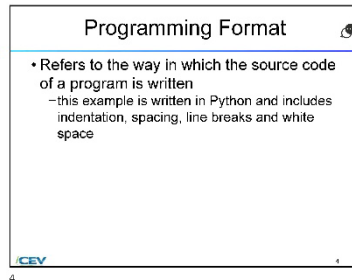 Programming Format
• Refers to the way in which the source code
of a program is written
–this example is written in Python and includes
indentation, spacing, line breaks and white
space
iCEV
4
4